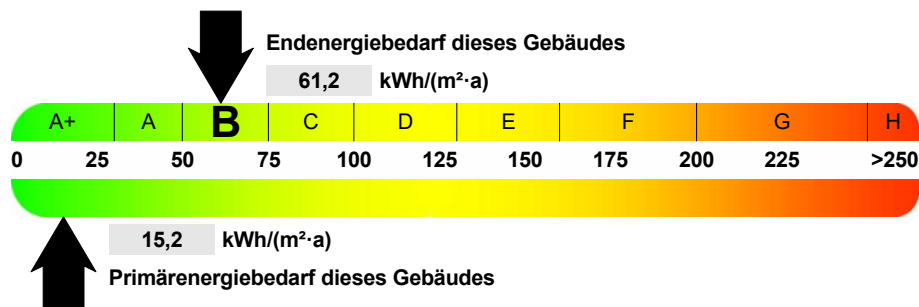 Endenergiebedarf dieses Gebäudes
61,2 kWh/(m²·a)
A+ A B C D E F G H
0 25 50 75 100 125 150 175 200 225 >250
15,2 kWh/(m²·a)
Primärenergiebedarf dieses Gebäudes